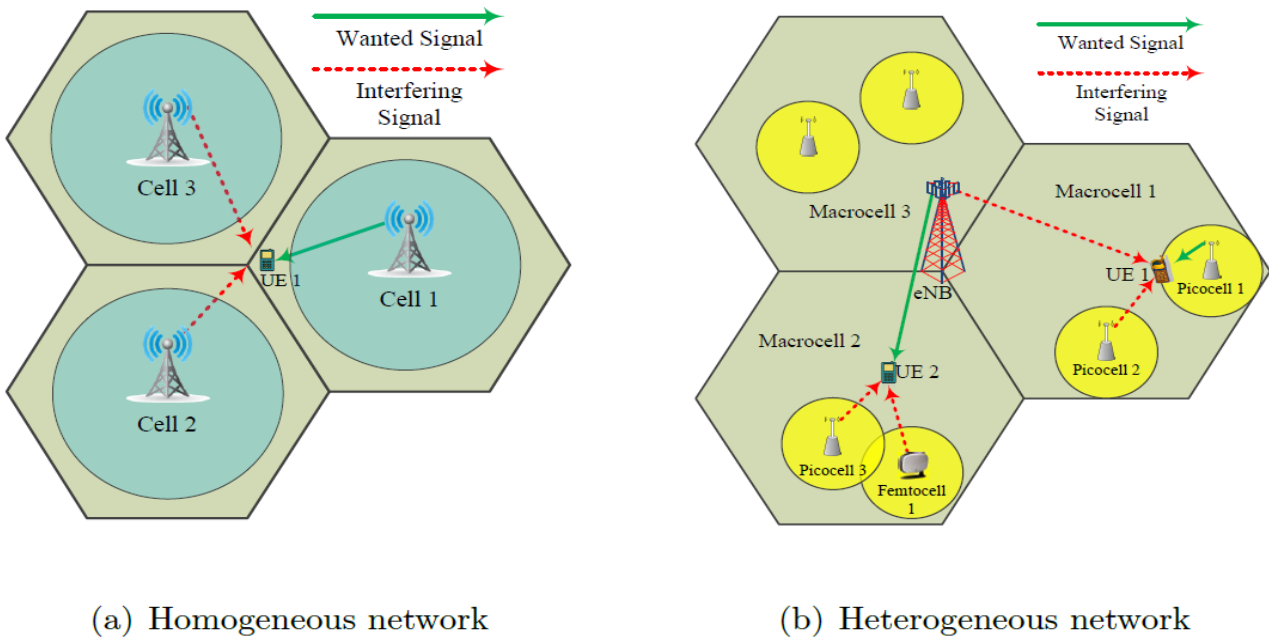 Wanted Signal
Interfering
Signal
Cell 3
UE 1
Cell 1
Cell 2
(a) Homogeneous network
Wanted Signal
Interfering
Signal
Macrocell 1
Macrocell 3
UE 1
Picocell 1
eNB
Macrocell 2
Picocell 2
UE 2
Picocell 3
Femtocell
1
(b) Heterogeneous network